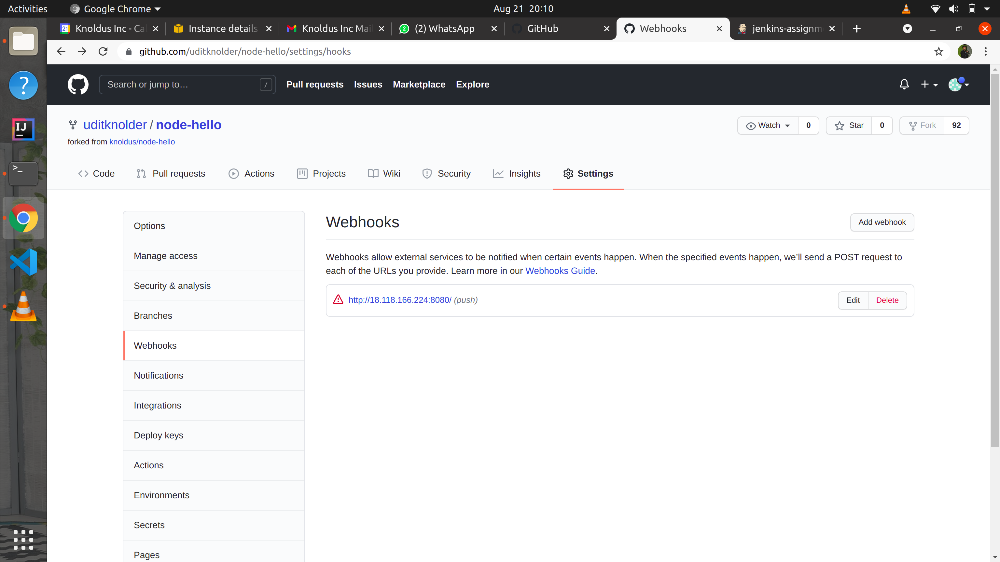 Activities
Google Chrome
Aug 21 20:10
21 Knoldus Inc - Cal
Instance details
Knoldus Inc Mail
2 (2) WhatsApp
GitHub
Webhooks
jenkins-assignm
github.com/uditknolder/node-hello/settings/hooks
Search or jump to…
/
Pull requests
Issues
Marketplace
Explore
uditknolder / node-hello
Watch 0
Star 0
Fork 92
forked from knoldus/node-hello
Code
Pull requests
Actions
Projects
Wiki
Security
Insights
Settings
Options
Manage access
Security & analysis
Branches
Webhooks
Notifications
Integrations
Deploy keys
Actions
Environments
Secrets
Pages
Webhooks
Add webhook
Webhooks allow external services to be notified when certain events happen. When the specified events happen, we’ll send a POST request to
each of the URLs you provide. Learn more in our Webhooks Guide.
http://18.118.166.224:8080/ (push)
Edit
Delete
?
IJ
>_